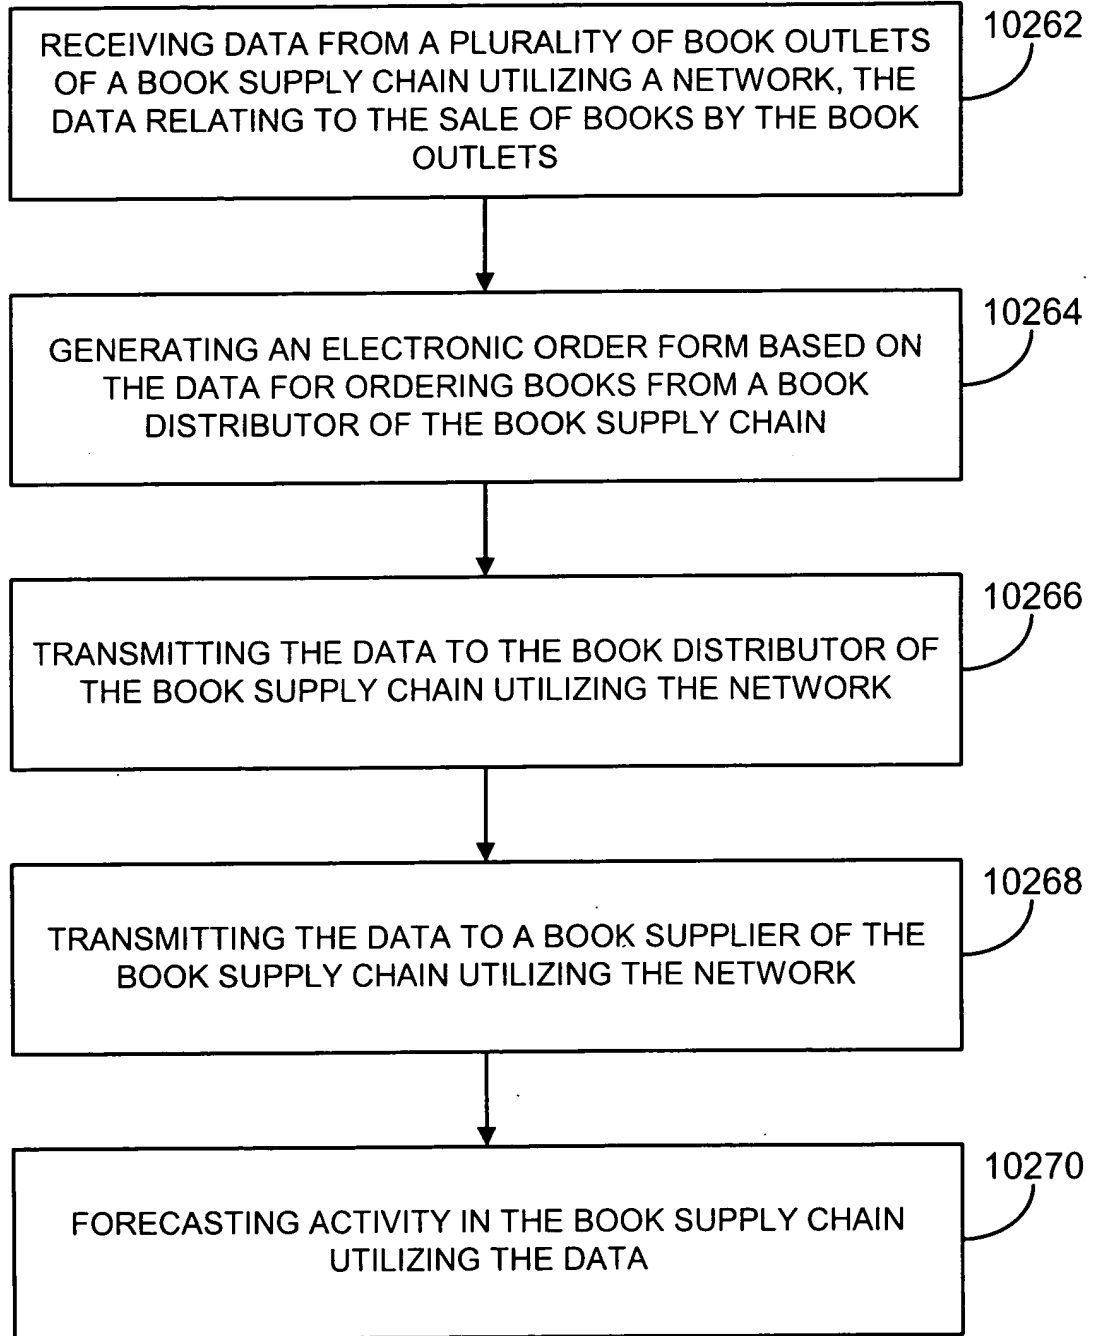 RECEIVING DATA FROM A PLURALITY OF BOOK OUTLETS
OF A BOOK SUPPLY CHAIN UTILIZING A NETWORK, THE
DATA RELATING TO THE SALE OF BOOKS BY THE BOOK
OUTLETS
10262
GENERATING AN ELECTRONIC ORDER FORM BASED ON
THE DATA FOR ORDERING BOOKS FROM A BOOK
DISTRIBUTOR OF THE BOOK SUPPLY CHAIN
10264
TRANSMITTING THE DATA TO THE BOOK DISTRIBUTOR OF
THE BOOK SUPPLY CHAIN UTILIZING THE NETWORK
10266
TRANSMITTING THE DATA TO A BOOK SUPPLIER OF THE
BOOK SUPPLY CHAIN UTILIZING THE NETWORK
10268
FORECASTING ACTIVITY IN THE BOOK SUPPLY CHAIN
UTILIZING THE DATA
10270